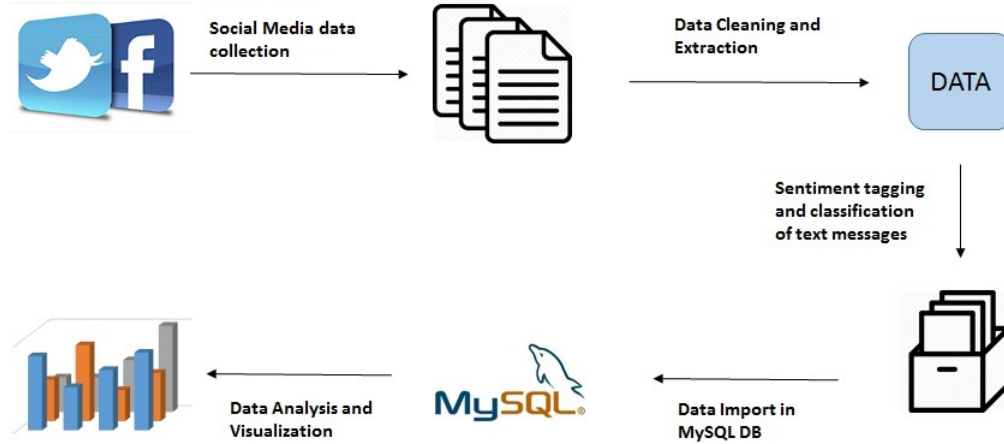 Social Media data
collection
Data Cleaning and
Extraction
f
DATA
Sentiment tagging
and classification
of text messages
MySQL®
Data Import in
MySQL DB
Data Analysis and
Visualization